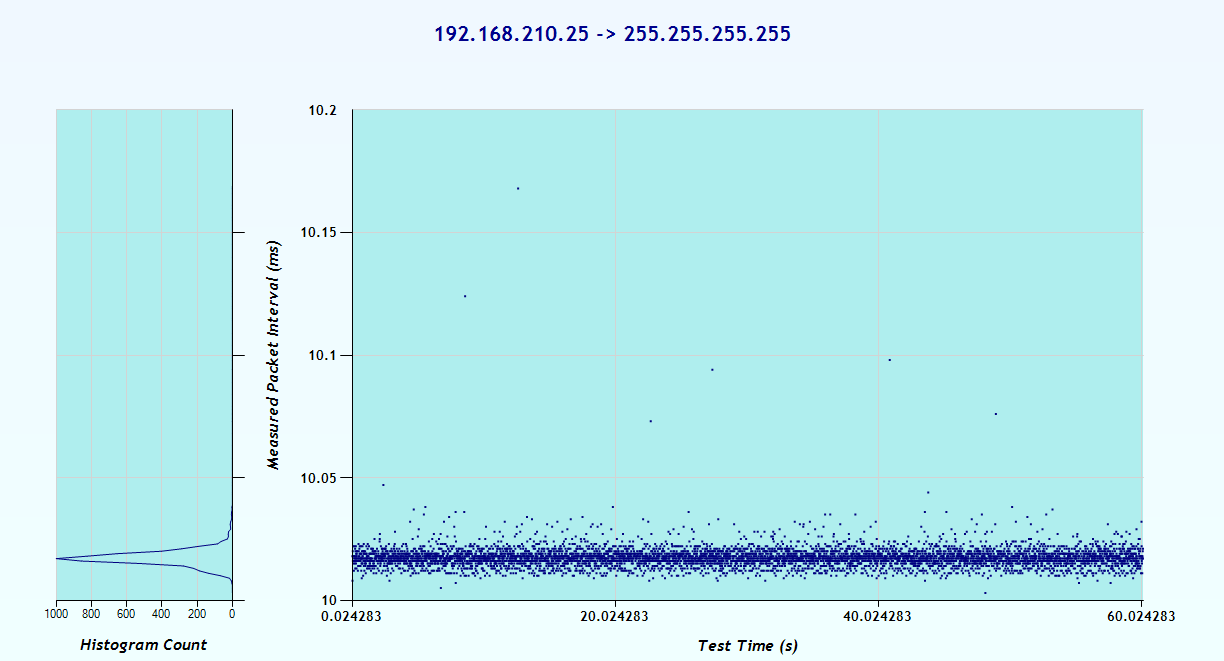 192.168.210.25 -> 255.255.255.255
10.2
10.15
10.1
10.05
10
Measured Packet Interval (ms)
1000 800 600 400 200 0
0.024283 20.024283 40.024283 60.024283
Histogram Count
Test Time (s)